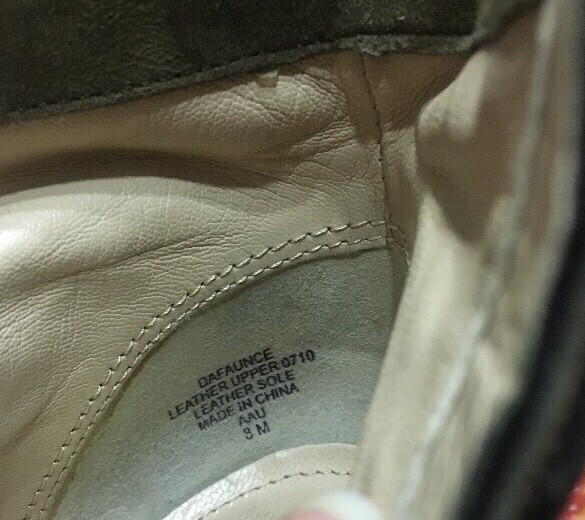 DAFAUNCE
LEATHER UPPER 0710
LEATHER SOLE
MADE IN CHINA
AAU
8 M